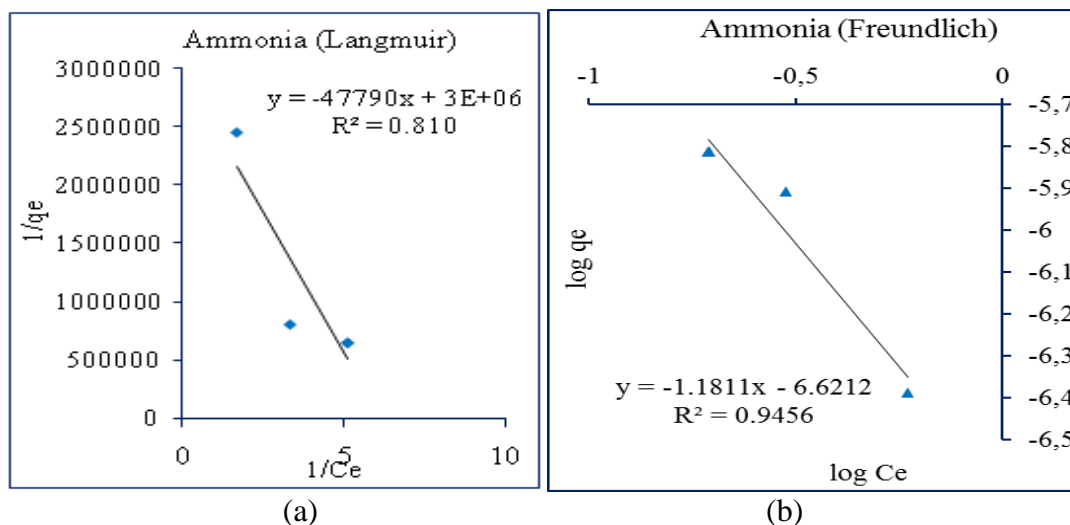 Ammonia (Langmuir)
3000000
2500000
2000000
1500000
1000000
500000
0
y = -47790x + 3E+06
R² = 0.810
1/qe
0
5
10
1/Ce
(a)
Ammonia (Freundlich)
-1
-0,5
0
-5,7
-5,8
-5,9
-6
-6,1
-6,2
-6,3
-6,4
-6,5
log qe
y = -1.1811x - 6.6212
R² = 0.9456
log Ce
(b)